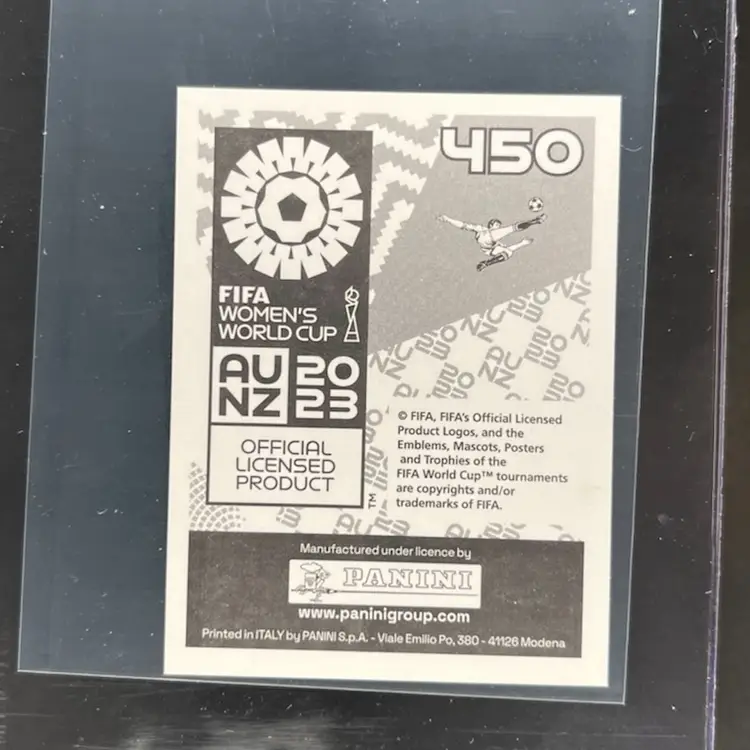 450
FIFA
WOMEN'S
WORLD CUP
AU 20
NZ 23
OFFICIAL
LICENSED
PRODUCT
TM
© FIFA, FIFA's Official Licensed
Product Logos, and the
Emblems, Mascots, Posters
and Trophies of the
FIFA World Cup™ tournaments
are copyrights and/or
trademarks of FIFA.
Manufactured under licence by
PANINI
www.paninigroup.com
Printed in ITALY by PANINI S.p.A. - Viale Emilio Po, 380 - 41126 Modena